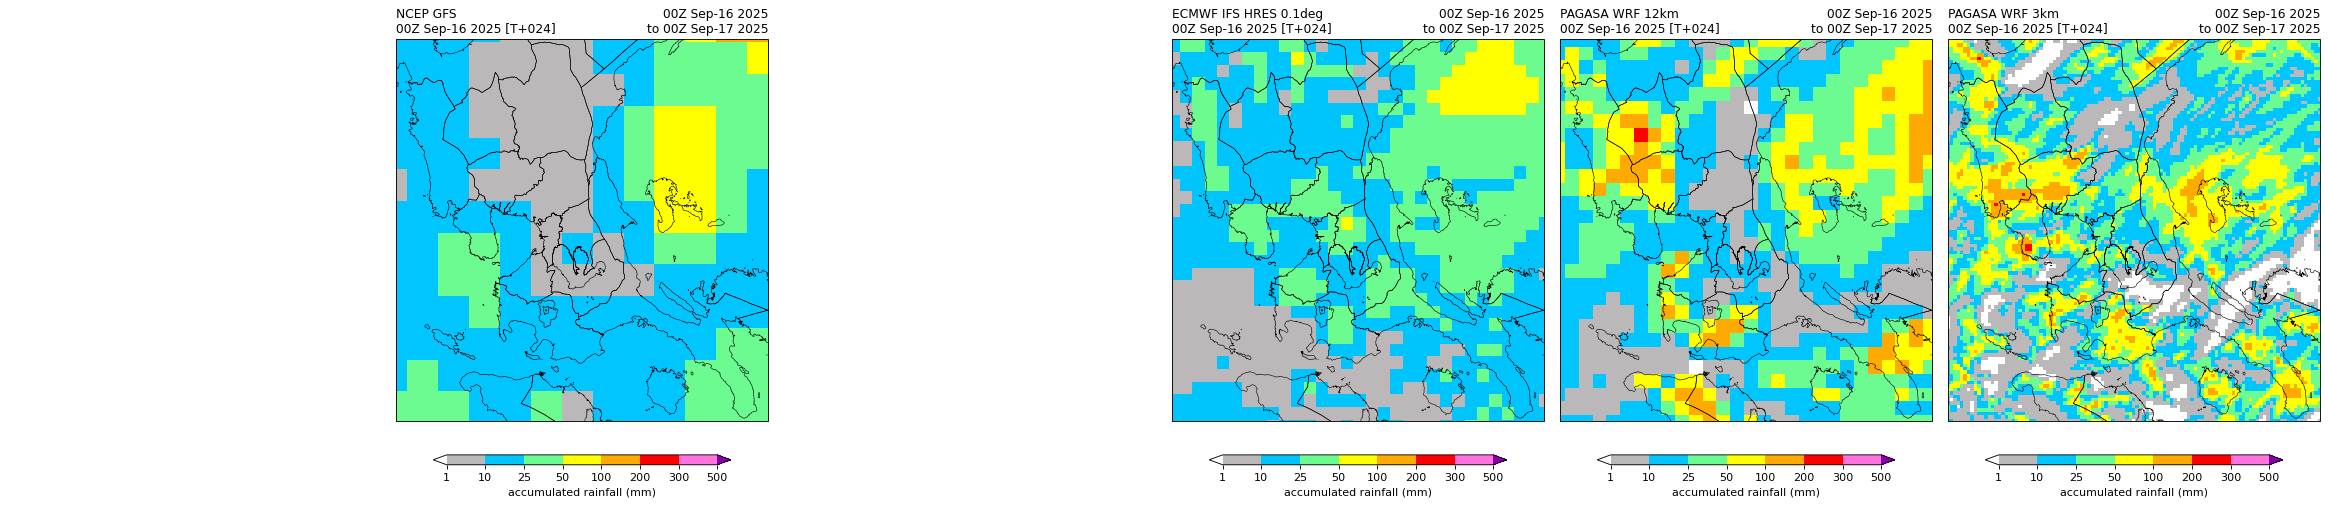 NCEP GFS 00Z Sep-16 2025
00Z Sep-16 2025 [T+024] to 00Z Sep-17 2025
1 10 25 50 100 200 300 500
accumulated rainfall (mm)
ECMWF IFS HRES 0.1deg 00Z Sep-16 2025
00Z Sep-16 2025 [T+024] to 00Z Sep-17 2025
1 10 25 50 100 200 300 500
accumulated rainfall (mm)
PAGASA WRF 12km 00Z Sep-16 2025
00Z Sep-16 2025 [T+024] to 00Z Sep-17 2025
1 10 25 50 100 200 300 500
accumulated rainfall (mm)
PAGASA WRF 3km 00Z Sep-16 2025
00Z Sep-16 2025 [T+024] to 00Z Sep-17 2025
1 10 25 50 100 200 300 500
accumulated rainfall (mm)